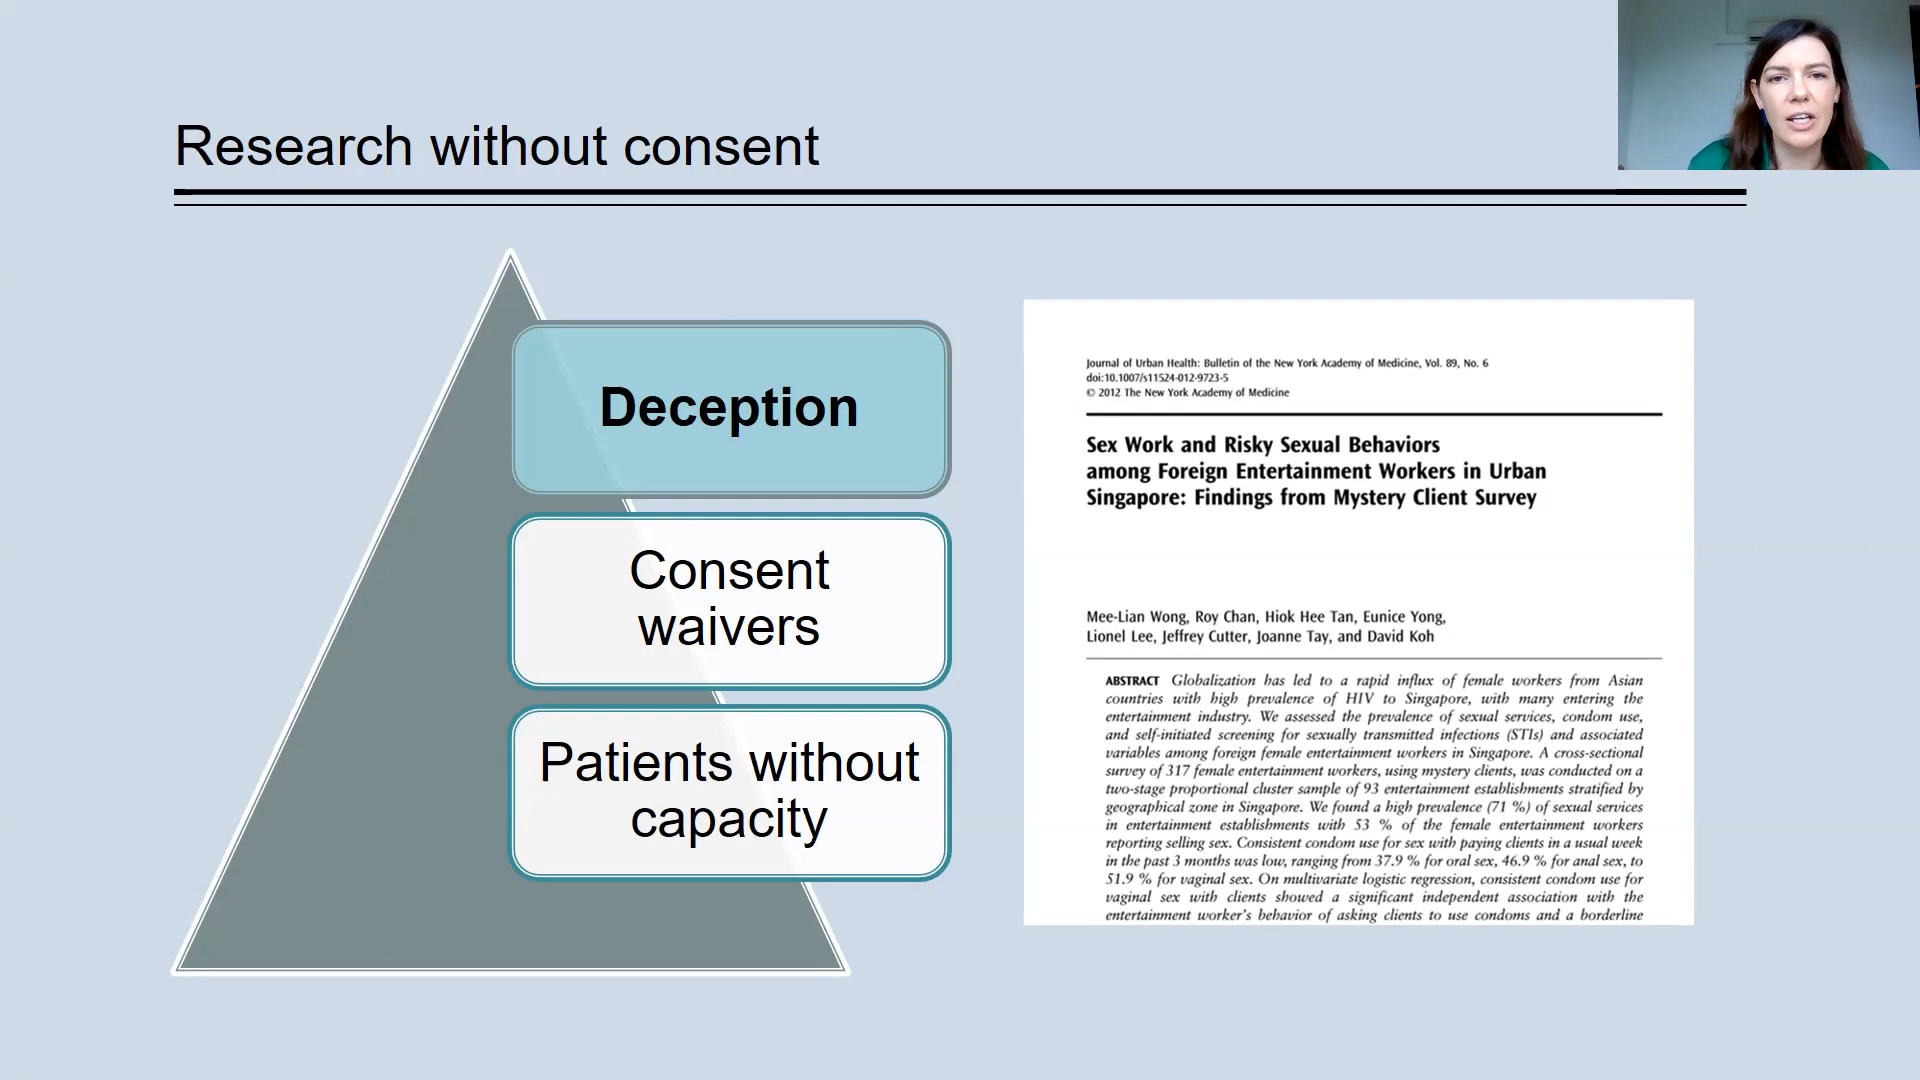 Research without consent
Deception
Consent
waivers
Patients without
capacity
Journal of Urban Health: Bulletin of the New York Academy of Medicine, Vol. 89, No. 6
doi:10.1007/s11524-012-9723-5
© 2012 The New York Academy of Medicine
Sex Work and Risky Sexual Behaviors
among Foreign Entertainment Workers in Urban
Singapore: Findings from Mystery Client Survey
Mee-Lian Wong, Roy Chan, Hiok Hee Tan, Eunice Yong,
Lionel Lee, Jeffrey Cutter, Joanne Tay, and David Koh
ABSTRACT Globalization has led to a rapid influx of female workers from Asian
countries with high prevalence of HIV to Singapore, with many entering the
entertainment industry. We assessed the prevalence of sexual services, condom use,
and self-initiated screening for sexually transmitted infections (STIs) and associated
variables among foreign female entertainment workers in Singapore. A cross-sectional
survey of 317 female entertainment workers, using mystery clients, was conducted on a
two-stage proportional cluster sample of 93 entertainment establishments stratified by
geographical zone in Singapore. We found a high prevalence (71 %) of sexual services
in entertainment establishments with 53 % of the female entertainment workers
reporting selling sex. Consistent condom use for sex with paying clients in a usual week
in the past 3 months was low, ranging from 37.9 % for oral sex, 46.9 % for anal sex, to
51.9 % for vaginal sex. On multivariate logistic regression, consistent condom use for
vaginal sex with clients showed a significant independent association with the
entertainment worker's behavior of asking clients to use condoms and a borderline